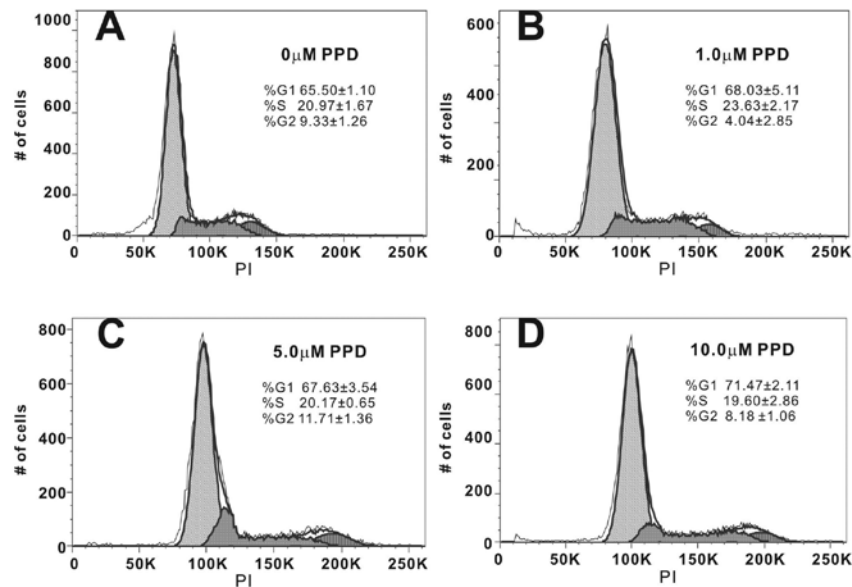 A
0μM PPD
%G1 65.50±1.10
%S 20.97±1.67
%G2 9.33±1.26
# of cells
1000
800
600
400
200
0
0 50K 100K 150K 200K 250K
PI
B
1.0μM PPD
%G1 68.03±5.11
%S 23.63±2.17
%G2 4.04±2.85
# of cells
600
400
200
0
0 50K 100K 150K 200K 250K
PI
C
5.0μM PPD
%G1 67.63±3.54
%S 20.17±0.65
%G2 11.71±1.36
# of cells
800
600
400
200
0
0 50K 100K 150K 200K 250K
PI
D
10.0μM PPD
%G1 71.47±2.11
%S 19.60±2.86
%G2 8.18 ±1.06
# of cells
800
600
400
200
0
0 50K 100K 150K 200K 250K
PI